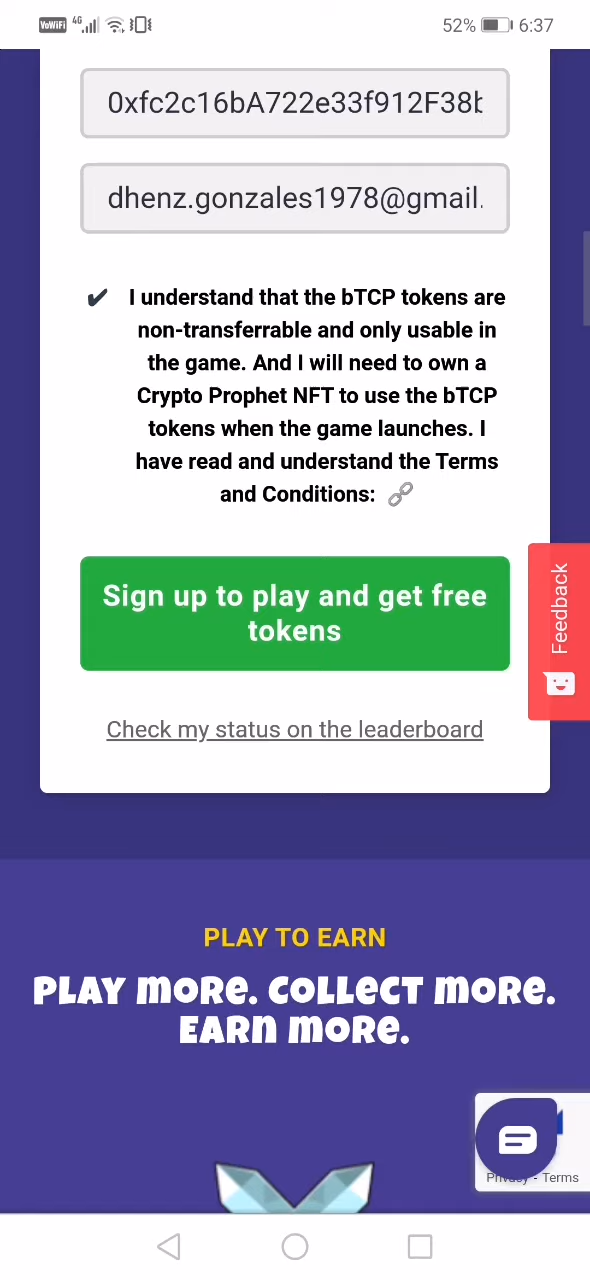 VoWiFi 4G 52% 6:37
0xfc2c16bA722e33f912F38
dhenz.gonzales1978@gmail.
✔ I understand that the bTCP tokens are
non-transferrable and only usable in
the game. And I will need to own a
Crypto Prophet NFT to use the bTCP
tokens when the game launches. I
have read and understand the Terms
and Conditions:
Sign up to play and get free
tokens
Feedback
Check my status on the leaderboard
PLAY TO EARN
PLAY MORE. COLLECT MORE.
EARN MORE.
Privacy - Terms